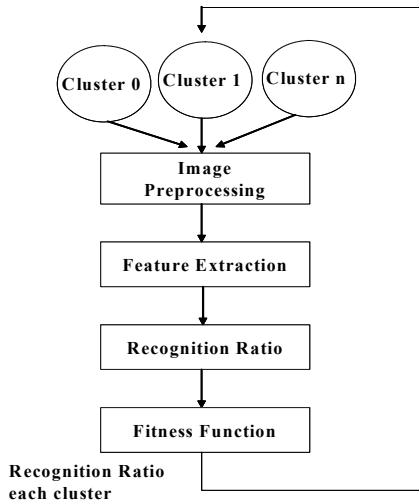 Cluster 0
Cluster 1
Cluster n
Image
Preprocessing
Feature Extraction
Recognition Ratio
Fitness Function
Recognition Ratio
each cluster